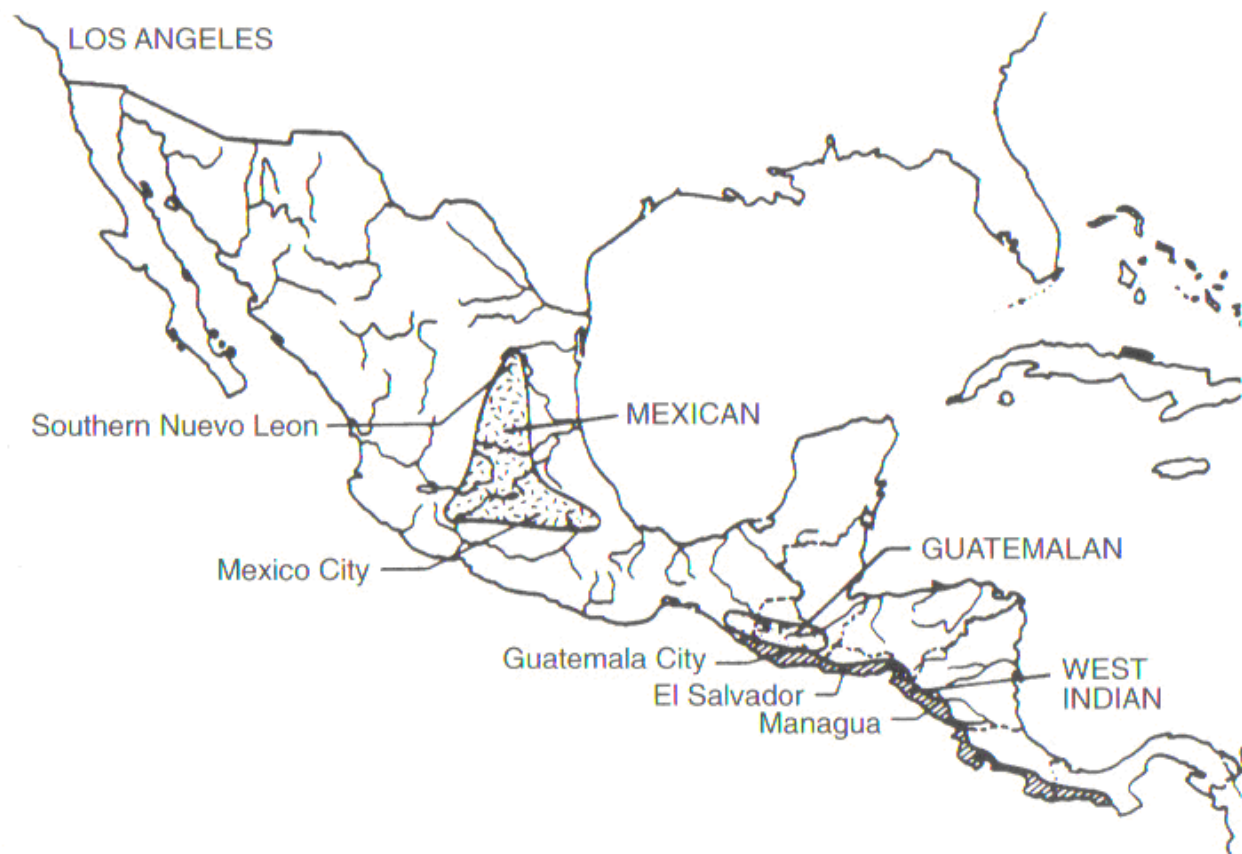 LOS ANGELES
Southern Nuevo Leon
MEXICAN
Mexico City
GUATEMALAN
Guatemala City
El Salvador
WEST
INDIAN
Managua